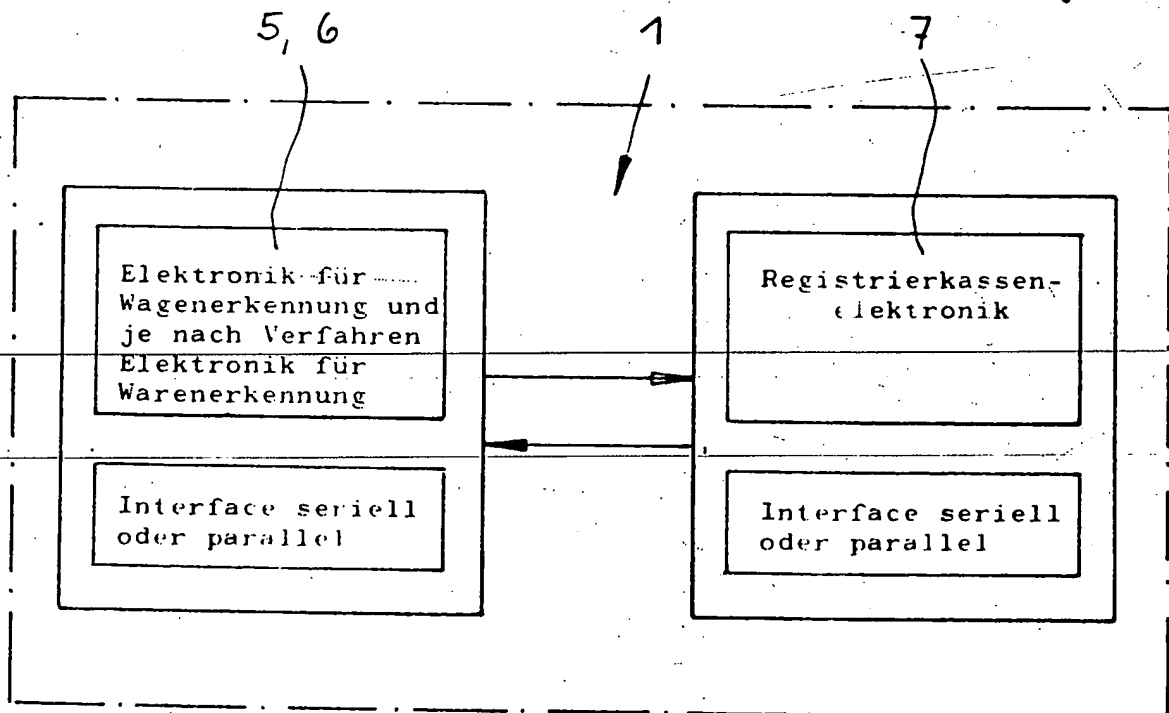 5, 6
1
7
Elektronik für
Wagenerkennung und
je nach Verfahren
Elektronik für
Warenerkennung
Interface seriell
oder parallel
Registrierkassen-
elektronik
Interface seriell
oder parallel